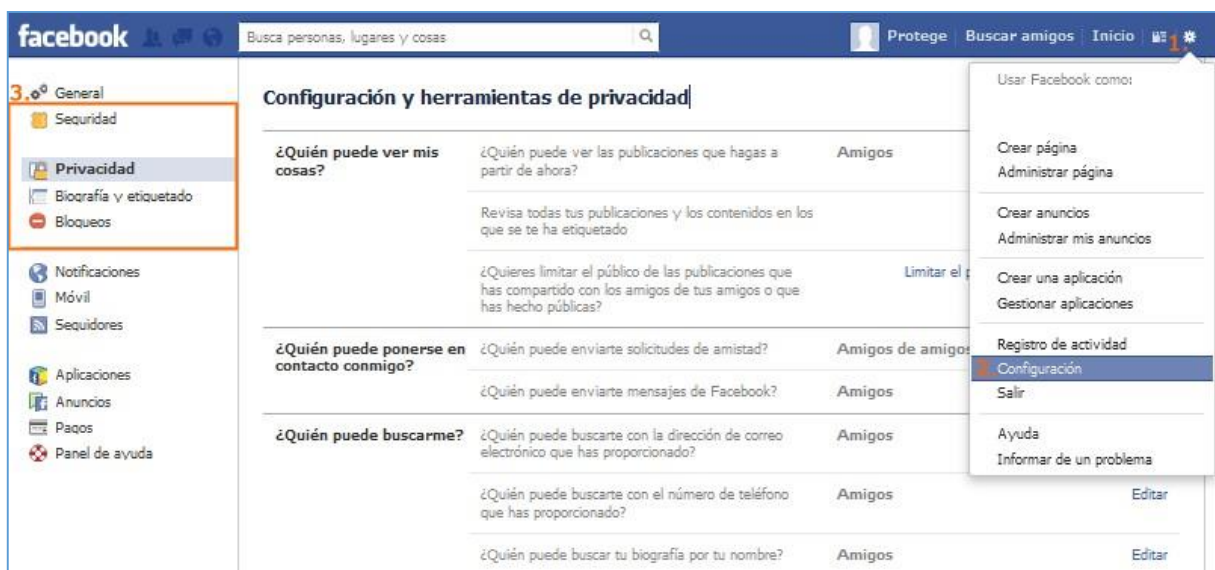 facebook
Busca personas, lugares y cosas
Protege
Buscar amigos
Inicio
1.
3.
General
Seguridad
Privacidad
Biografía y etiquetado
Bloqueos
Notificaciones
Móvil
Seguidores
Aplicaciones
Anuncios
Pagos
Panel de ayuda
Configuración y herramientas de privacidad
¿Quién puede ver mis
cosas?
¿Quién puede ver las publicaciones que hagas a
partir de ahora?
Amigos
Revisa todas tus publicaciones y los contenidos en los
que se te ha etiquetado
¿Quieres limitar el público de las publicaciones que
has compartido con los amigos de tus amigos o que
has hecho públicas?
Limitar el
¿Quién puede ponerse en
contacto conmigo?
¿Quién puede enviarte solicitudes de amistad?
Amigos de amigos
¿Quién puede enviarte mensajes de Facebook?
Amigos
¿Quién puede buscarme?
¿Quién puede buscarte con la dirección de correo
electrónico que has proporcionado?
Amigos
¿Quién puede buscarte con el número de teléfono
que has proporcionado?
Amigos
Editar
¿Quién puede buscar tu biografía por tu nombre?
Amigos
Editar
Usar Facebook como:
Crear página
Administrar página
Crear anuncios
Administrar mis anuncios
Crear una aplicación
Gestionar aplicaciones
Registro de actividad
2. Configuración
Salir
Ayuda
Informar de un problema